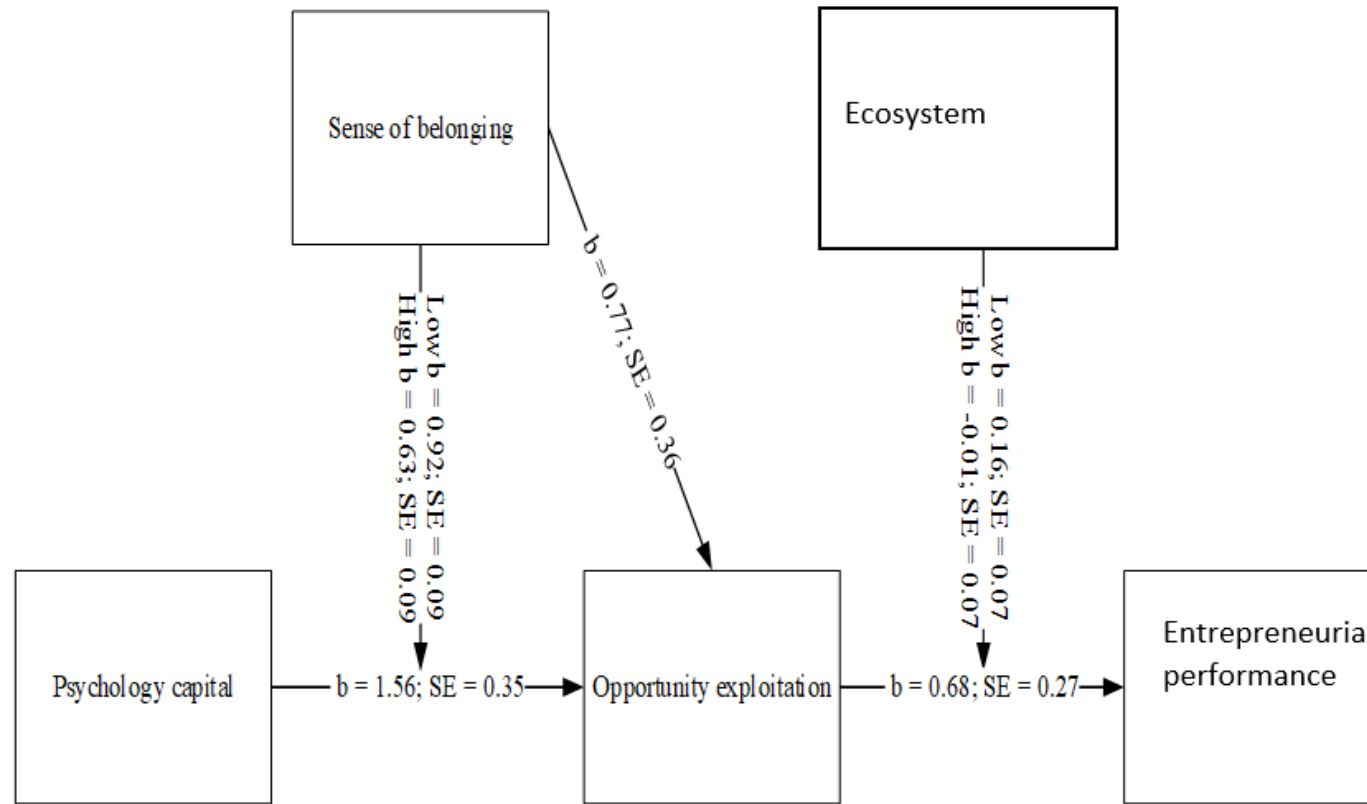 Sense of belonging
Ecosystem
b = 0.77; SE = 0.36
Low b = 0.92; SE = 0.09
High b = 0.63; SE = 0.09
Low b = 0.16; SE = 0.07
High b = -0.01; SE = 0.07
Psychology capital
b = 1.56; SE = 0.35
Opportunity exploitation
b = 0.68; SE = 0.27
Entrepreneuria
performance